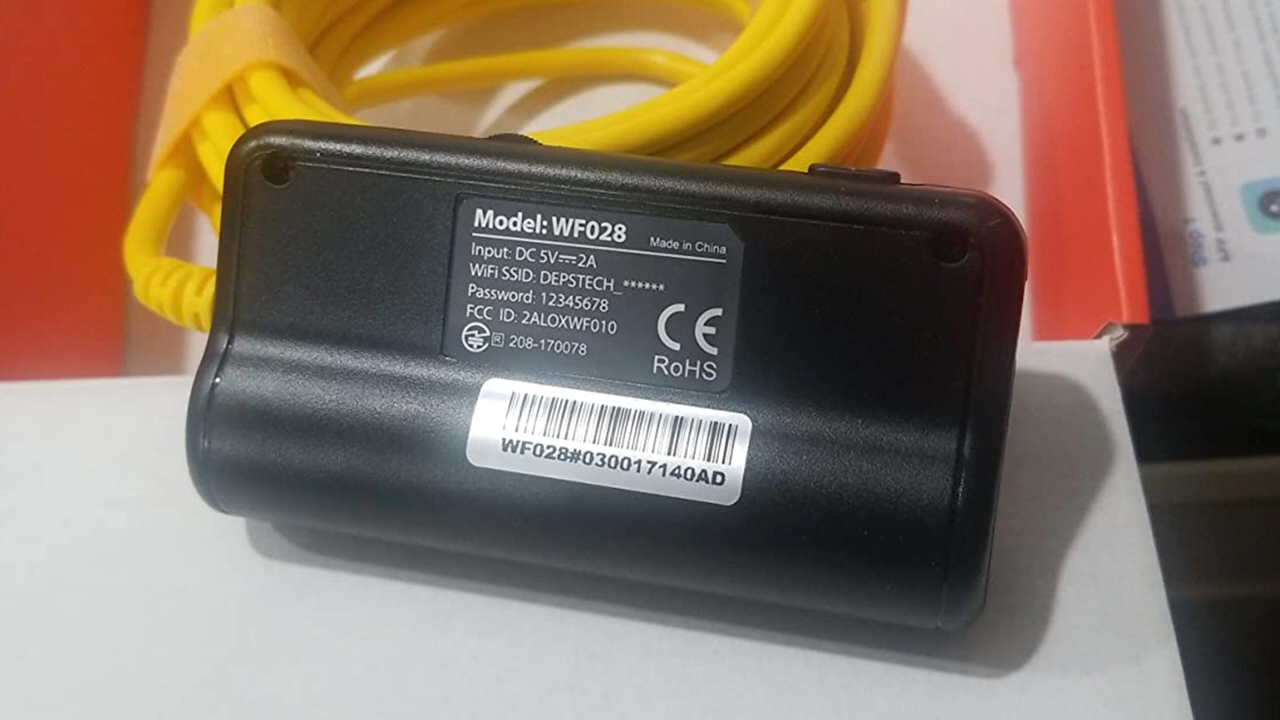 Model: WF028
Made in China
Input: DC 5V⎓2A
WiFi SSID: DEPSTECH_******
Password: 12345678
FCC ID: 2ALOXWF010
R 208-170078
CE
RoHS
WF028#030017140AD